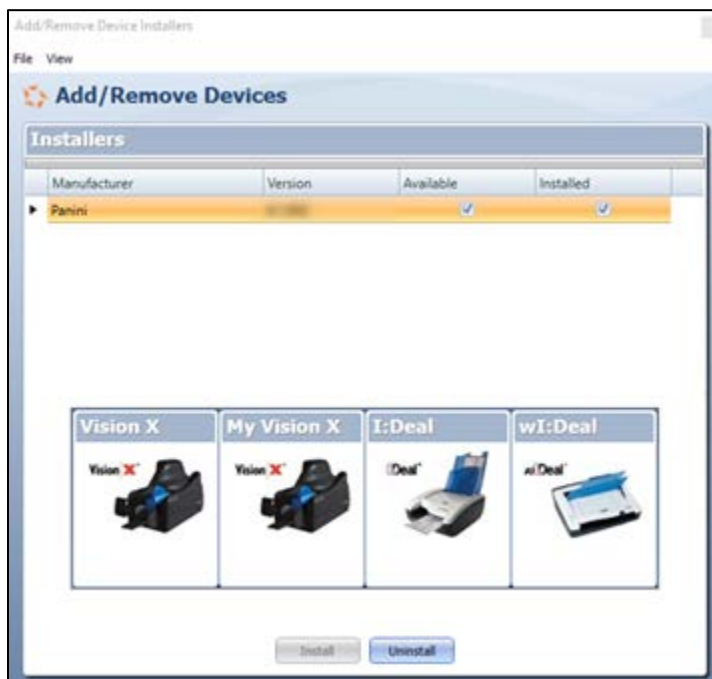 Add/Remove Device Installers
File View
Add/Remove Devices
Installers
Manufacturer Version Available Installed
Panini
Vision X My Vision X I:Deal wI:Deal
Vision X Vision X I:Deal wI:Deal
Install Uninstall